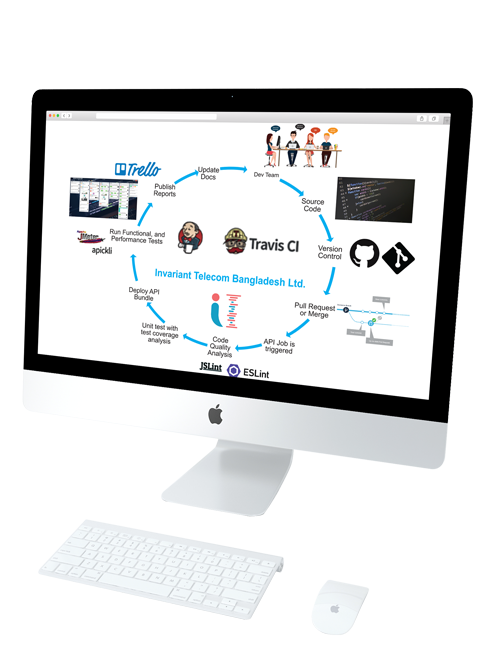 Trello
Update
Docs
Dev Team
Publish
Reports
Source
Code
Run Functional, and
Performance Tests
JMeter
apickli
Travis CI
Version
Control
Invariant Telecom Bangladesh Ltd.
Deploy API
Bundle
Pull Request
or Merge
Unit test with
test coverage
analysis
Code
Quality
Analysis
API Job is
triggered
JSLint
ESLint